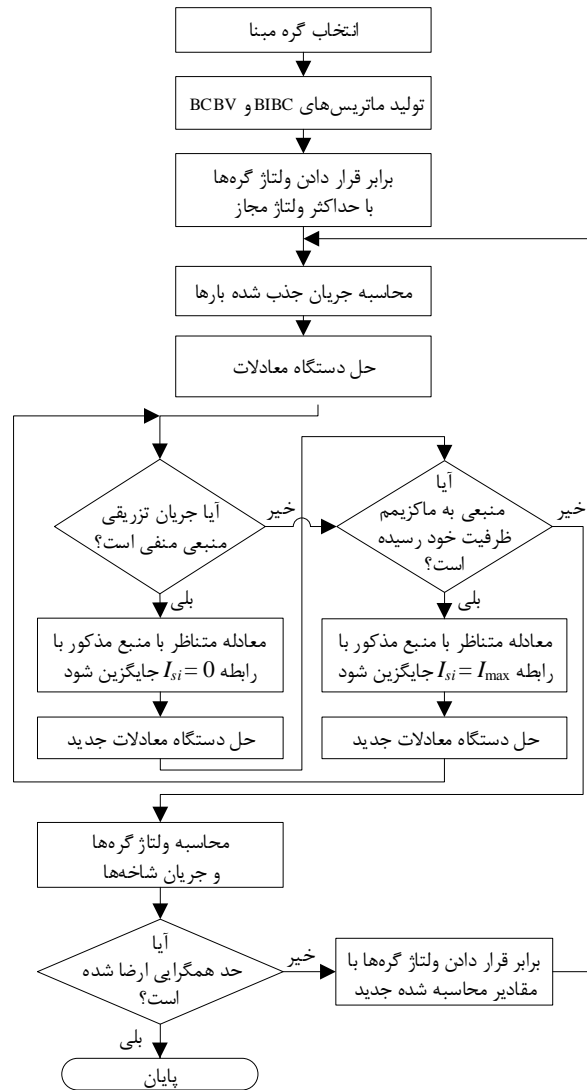 انتخاب گره مبنا
تولید ماتریس‌های BIBC و BCBV
برابر قرار دادن ولتاژ گره‌ها
با حداکثر ولتاژ مجاز
محاسبه جریان جذب شده بارها
حل دستگاه معادلات
آیا جریان تزریقی
منبعی منفی است؟
خیر
بلی
معادله متناظر با منبع مذکور با
رابطه Isi = 0 جایگزین شود
حل دستگاه معادلات جدید
آیا
منبعی به ماکزیمم
ظرفیت خود رسیده
است؟
خیر
بلی
معادله متناظر با منبع مذکور با
رابطه Isi = Imax جایگزین شود
حل دستگاه معادلات جدید
محاسبه ولتاژ گره‌ها
و جریان شاخه‌ها
آیا
حد همگرایی ارضا شده
است؟
خیر
برابر قرار دادن ولتاژ گره‌ها با
مقادیر محاسبه شده جدید
بلی
پایان